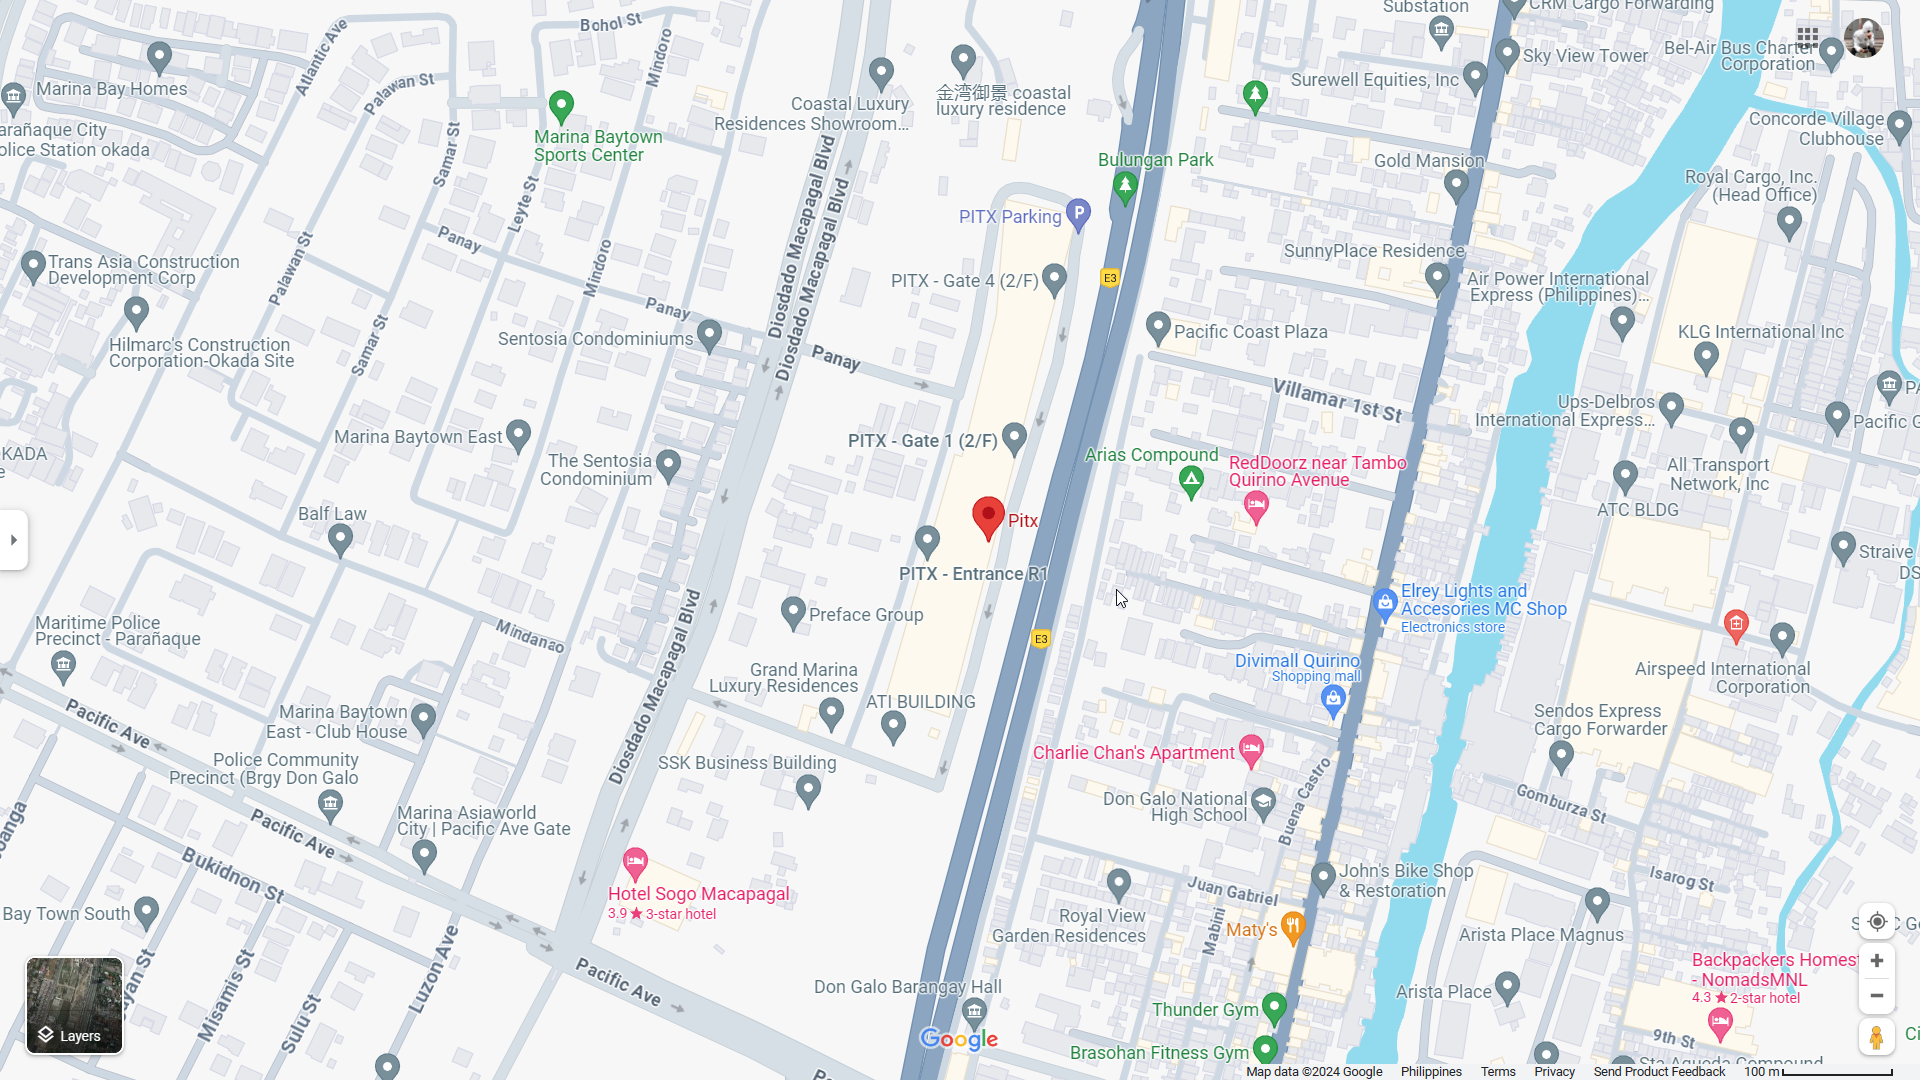 Bohol St
Substation
CRM Cargo Forwarding
Atlantic Ave
Mindoro
Marina Bay Homes
Palawan St
Coastal Luxury
Residences Showroom...
金湾御景 coastal
luxury residence
Surewell Equities, Inc
Sky View Tower
Bel-Air Bus Charter
Corporation
arañaque City
olice Station okada
Samar St
Marina Baytown
Sports Center
Diosdado Macapagal Blvd
Diosdado Macapagal Blvd
Bulungan Park
Gold Mansion
Concorde Village
Clubhouse
Royal Cargo, Inc.
(Head Office)
Leyte St
PITX Parking
P
Panay
Palawan St
Mindoro
Trans Asia Construction
Development Corp
PITX - Gate 4 (2/F)
E3
SunnyPlace Residence
Air Power International
Express (Philippines)...
Panay
Hilmarc's Construction
Corporation-Okada Site
Samar St
Sentosia Condominiums
Panay
Pacific Coast Plaza
KLG International Inc
Villamar 1st St
Ups-Delbros
International Express...
PA
Pacific G
Marina Baytown East
PITX - Gate 1 (2/F)
Arias Compound
RedDoorz near Tambo
Quirino Avenue
OKADA
e
The Sentosia
Condominium
All Transport
Network, Inc
Balf Law
Pitx
ATC BLDG
Straive
DS
PITX - Entrance R1
Maritime Police
Precinct - Parañaque
Mindanao
Diosdado Macapagal Blvd
Preface Group
E3
Elrey Lights and
Accesories MC Shop
Electronics store
Divimall Quirino
Shopping mall
Airspeed International
Corporation
Grand Marina
Luxury Residences
ATI BUILDING
Pacific Ave
Marina Baytown
East - Club House
Sendos Express
Cargo Forwarder
Police Community
Precinct (Brgy Don Galo
SSK Business Building
Charlie Chan's Apartment
Don Galo National
High School
Buena Castro
Gomburza St
oanga
Pacific Ave
Marina Asiaworld
City | Pacific Ave Gate
Bukidnon St
Hotel Sogo Macapagal
3.9 ★ 3-star hotel
Juan Gabriel
John's Bike Shop
& Restoration
Isarog St
Bay Town South
Royal View
Garden Residences
Mabini
Maty's
Arista Place Magnus
Luzon Ave
Misamis St
Sulu St
Pacific Ave
Don Galo Barangay Hall
Thunder Gym
Arista Place
Backpackers Homest
- NomadsMNL
4.3 ★ 2-star hotel
Layers
Google
Brasohan Fitness Gym
9th St
Sta Agueda Compound
Ci
Map data ©2024 Google
Philippines
Terms
Privacy
Send Product Feedback
100 m